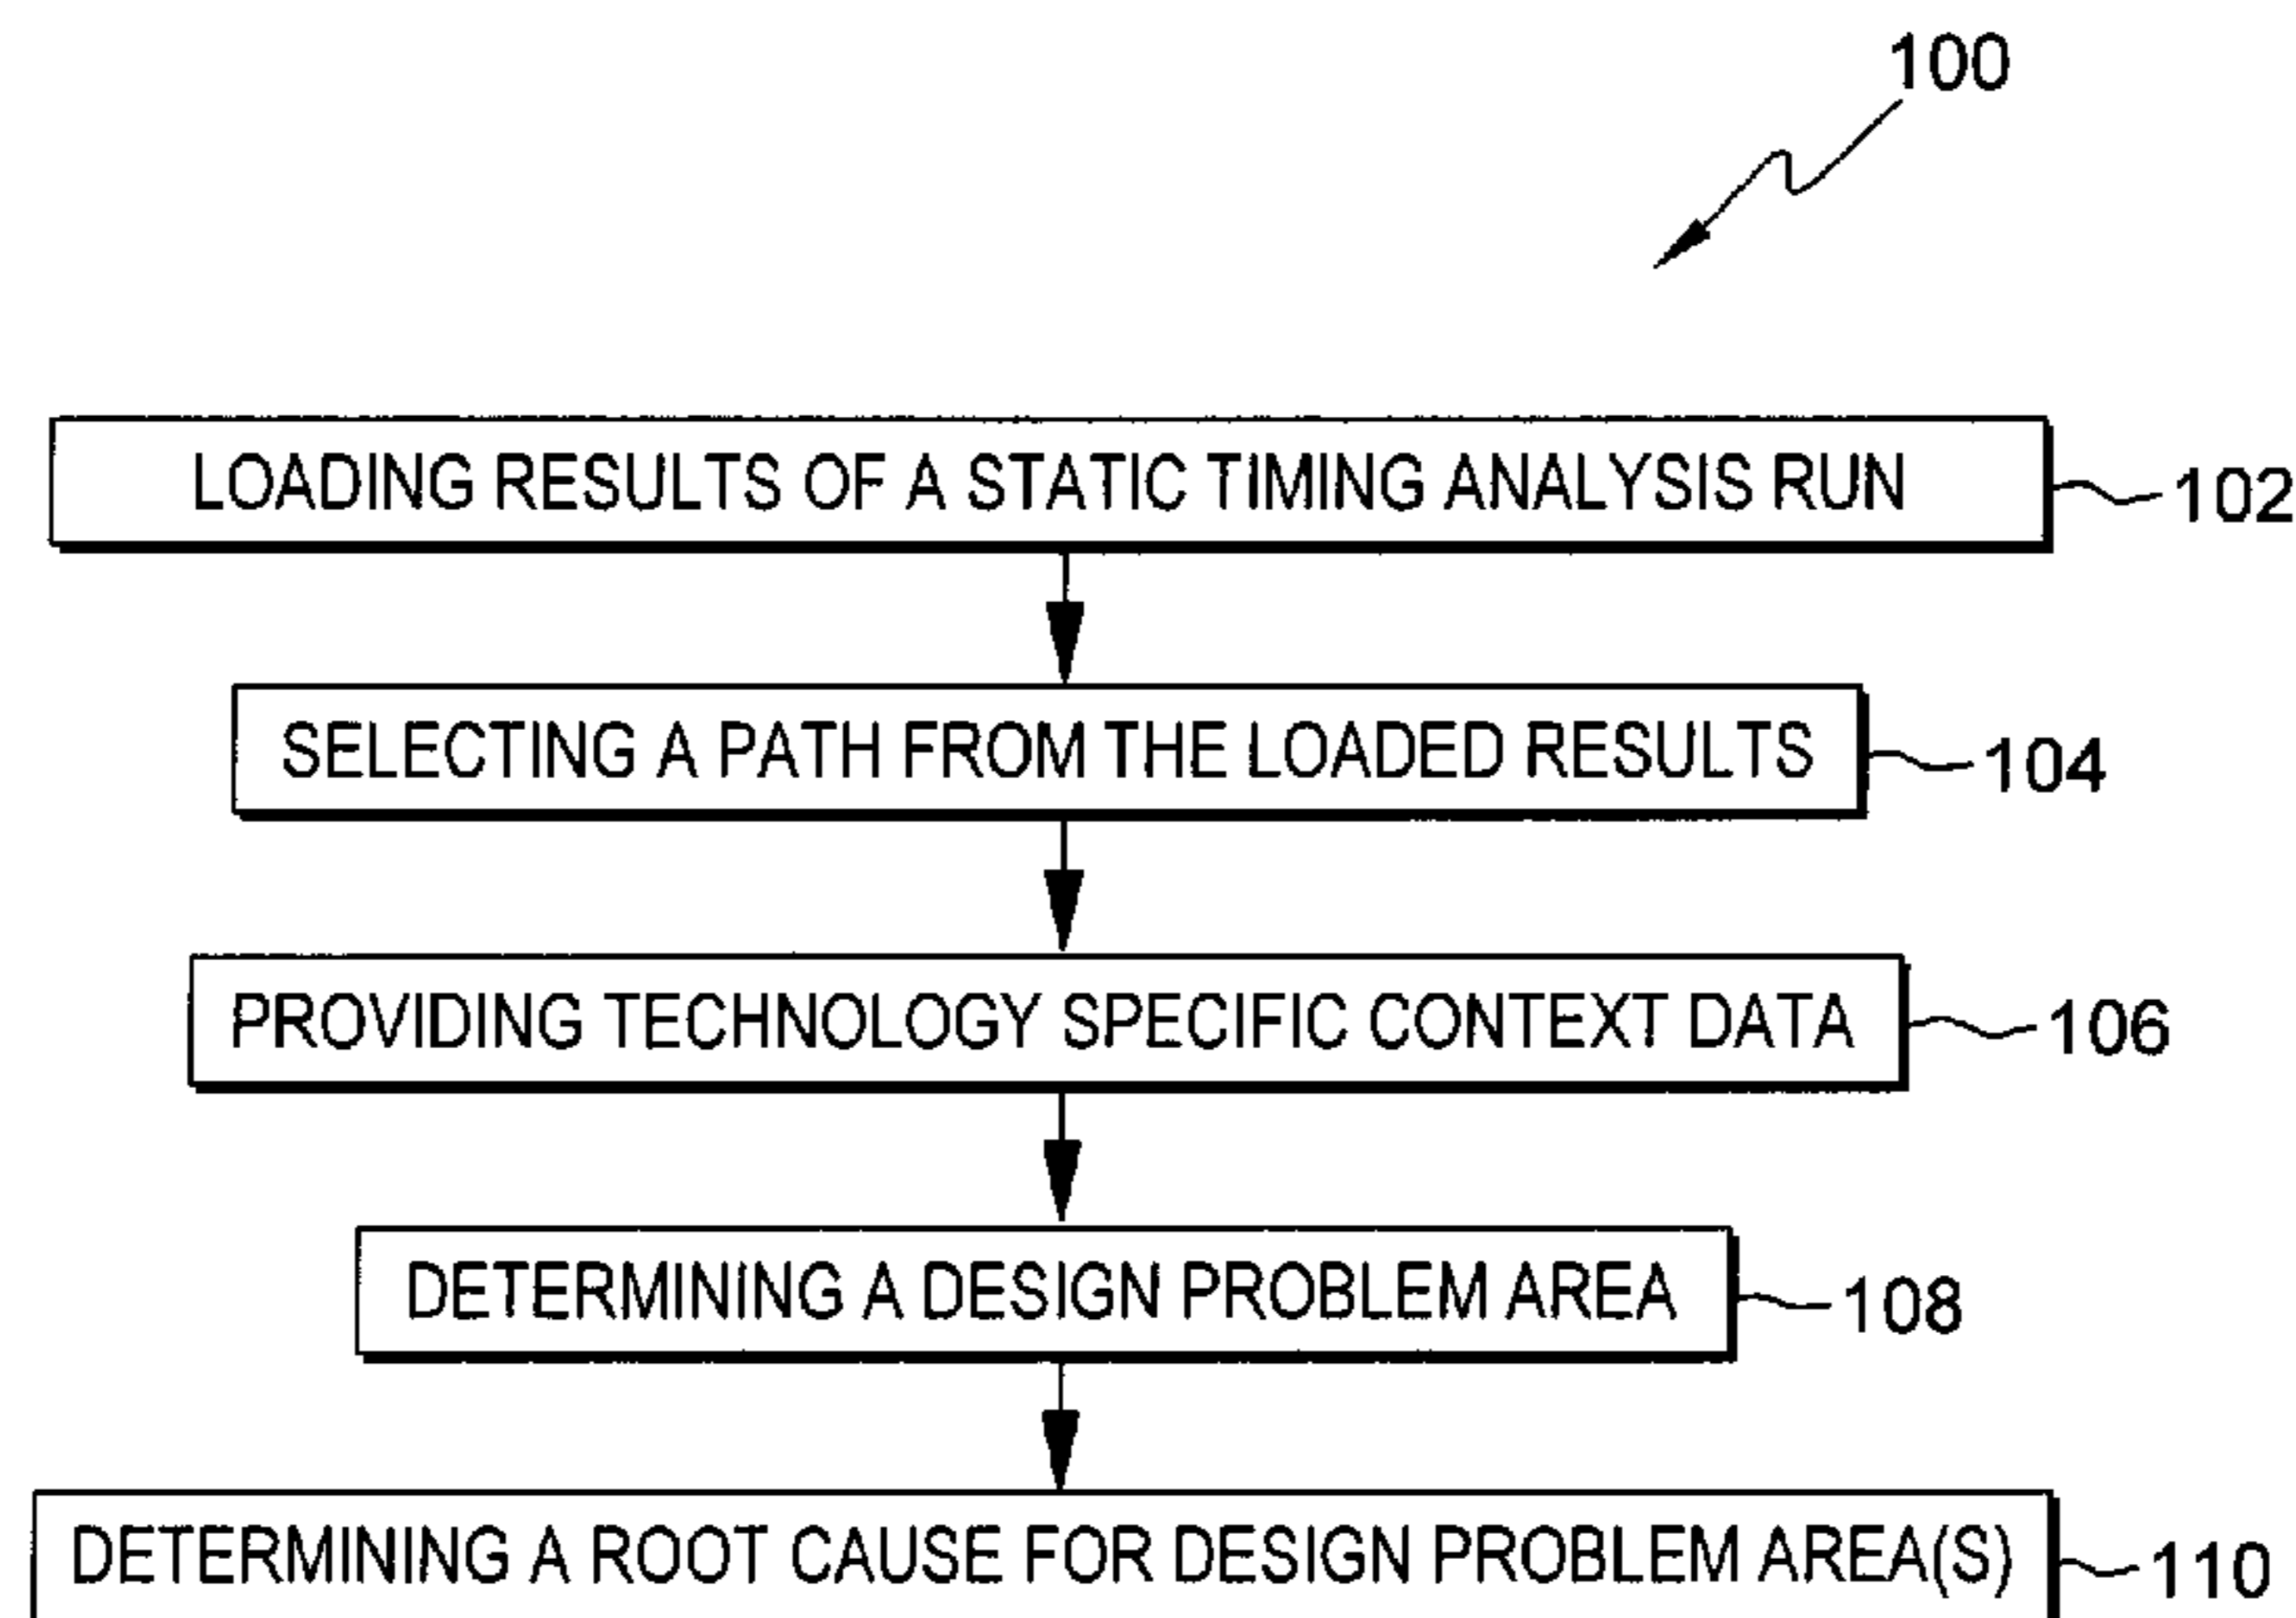 100
LOADING RESULTS OF A STATIC TIMING ANALYSIS RUN
102
SELECTING A PATH FROM THE LOADED RESULTS
104
PROVIDING TECHNOLOGY SPECIFIC CONTEXT DATA
106
DETERMINING A DESIGN PROBLEM AREA
108
DETERMINING A ROOT CAUSE FOR DESIGN PROBLEM AREA(S)
110